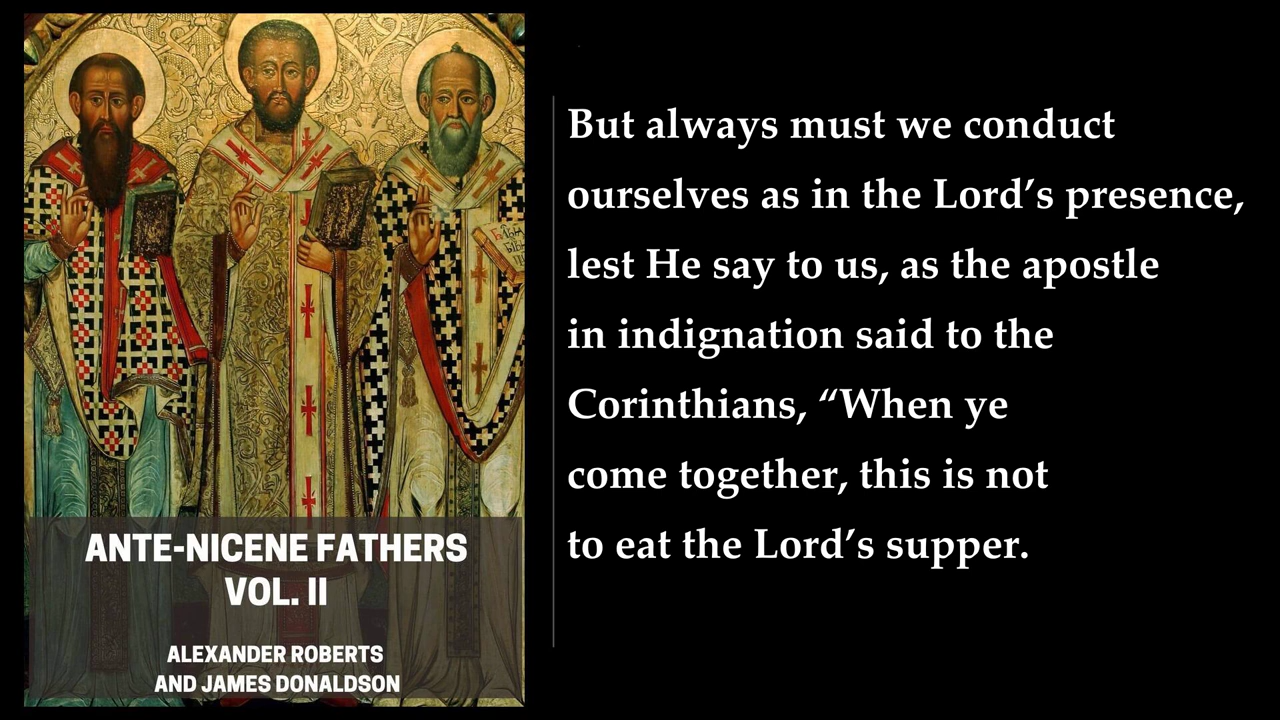 ANTE-NICENE FATHERS
VOL. II
ALEXANDER ROBERTS
AND JAMES DONALDSON
But always must we conduct
ourselves as in the Lord’s presence,
lest He say to us, as the apostle
in indignation said to the
Corinthians, “When ye
come together, this is not
to eat the Lord’s supper.